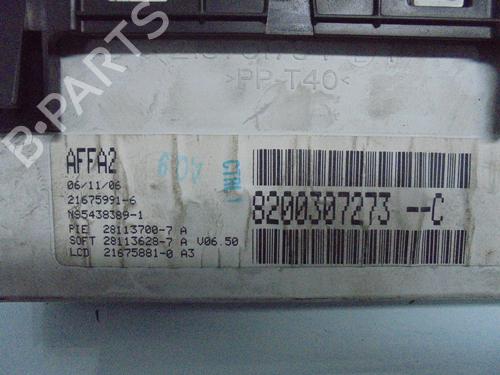 >PP-T40<
B-PARTS
AFFA2
06/11/06
21675991-6
NS5438389-1
PIE 28113700-7 A
SOFT 28113628-7 A V06.50
LCD 21675881-0 A3
8200307273 --C